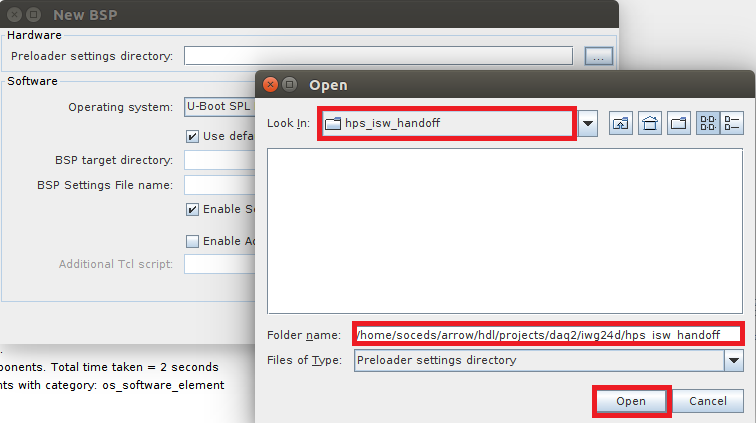 New BSP
Hardware
Preloader settings directory:
...
Software
Operating system: U-Boot SPL
Use defa
BSP target directory:
BSP Settings File name:
Enable Se
Enable Ad
Additional Tcl script:
ponents. Total time taken = 2 seconds
nts with category: os_software_element
Open
Look In: hps_isw_handoff
Folder name: /home/soceds/arrow/hdl/projects/daq2/iwg24d/hps_isw_handoff
Files of Type: Preloader settings directory
Open Cancel